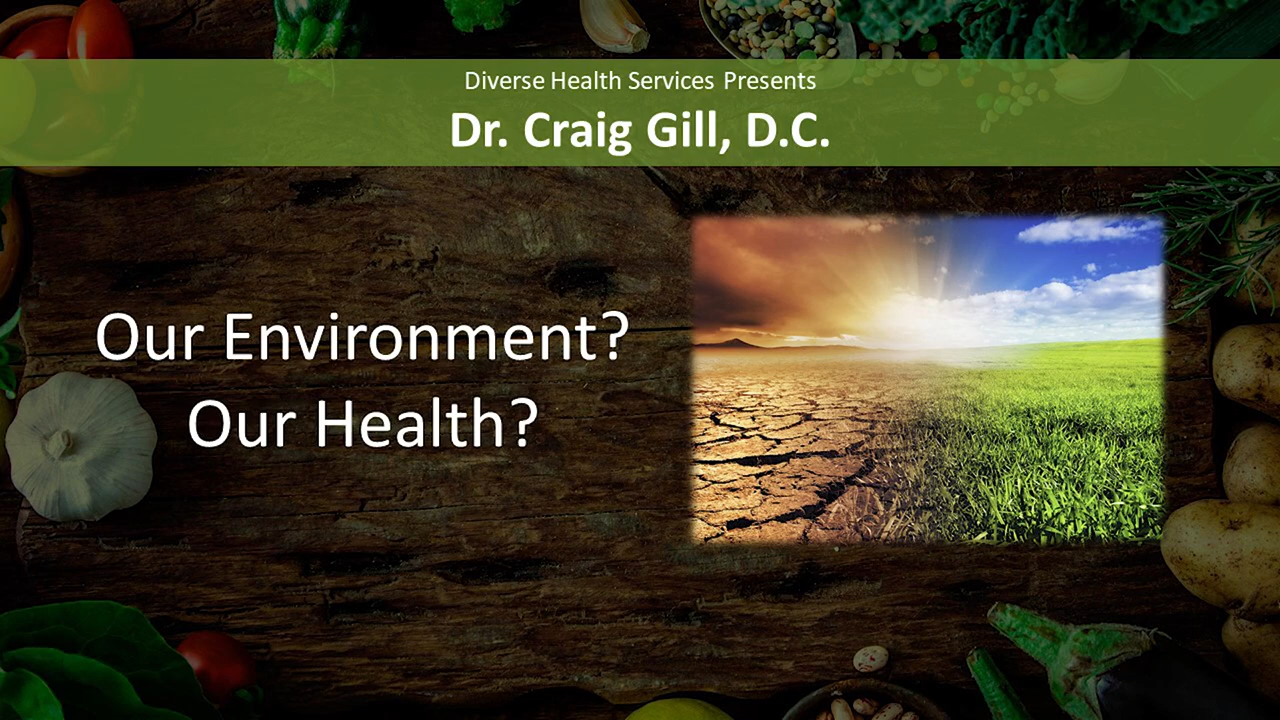 Diverse Health Services Presents
Dr. Craig Gill, D.C.
Our Environment?
Our Health?